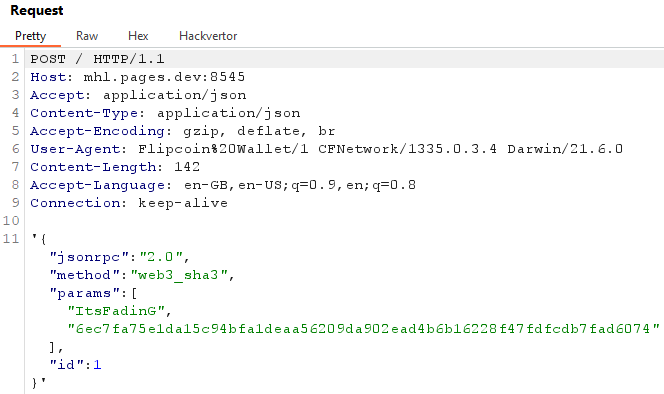 Request
Pretty Raw Hex Hackvertor
1 POST / HTTP/1.1
2 Host: mhl.pages.dev:8545
3 Accept: application/json
4 Content-Type: application/json
5 Accept-Encoding: gzip, deflate, br
6 User-Agent: Flipcoin%20Wallet/1 CFNetwork/1335.0.3.4 Darwin/21.6.0
7 Content-Length: 142
8 Accept-Language: en-GB,en-US;q=0.9,en;q=0.8
9 Connection: keep-alive
10
11 '{
"jsonrpc":"2.0",
"method":"web3_sha3",
"params":[
"ItsFadinG",
"6ec7fa75e1da15c94bfa1deaa56209da902ead4b6b16228f47fdfcdb7fad6074"
],
"id":1
}'